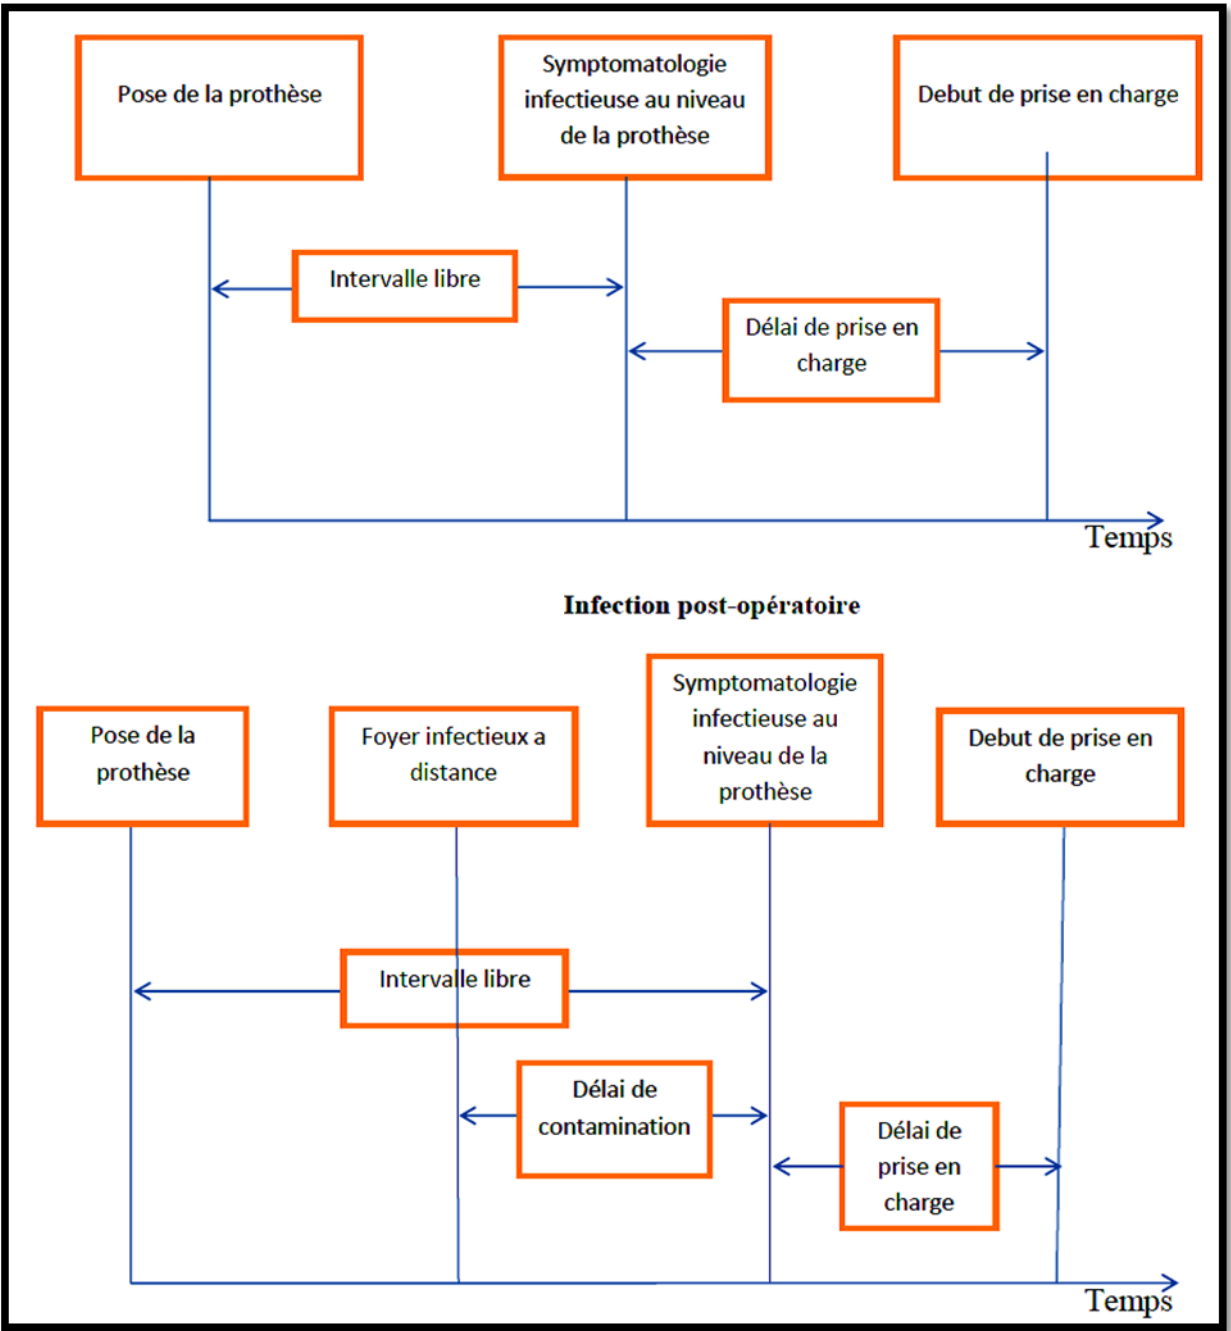 Pose de la prothèse
Symptomatologie
infectieuse au niveau
de la prothèse
Debut de prise en charge
Intervalle libre
Délai de prise en
charge
Temps
Infection post-opératoire
Pose de la
prothèse
Foyer infectieux a
distance
Symptomatologie
infectieuse au
niveau de la
prothèse
Debut de prise en
charge
Intervalle libre
Délai de
contamination
Délai de
prise en
charge
Temps